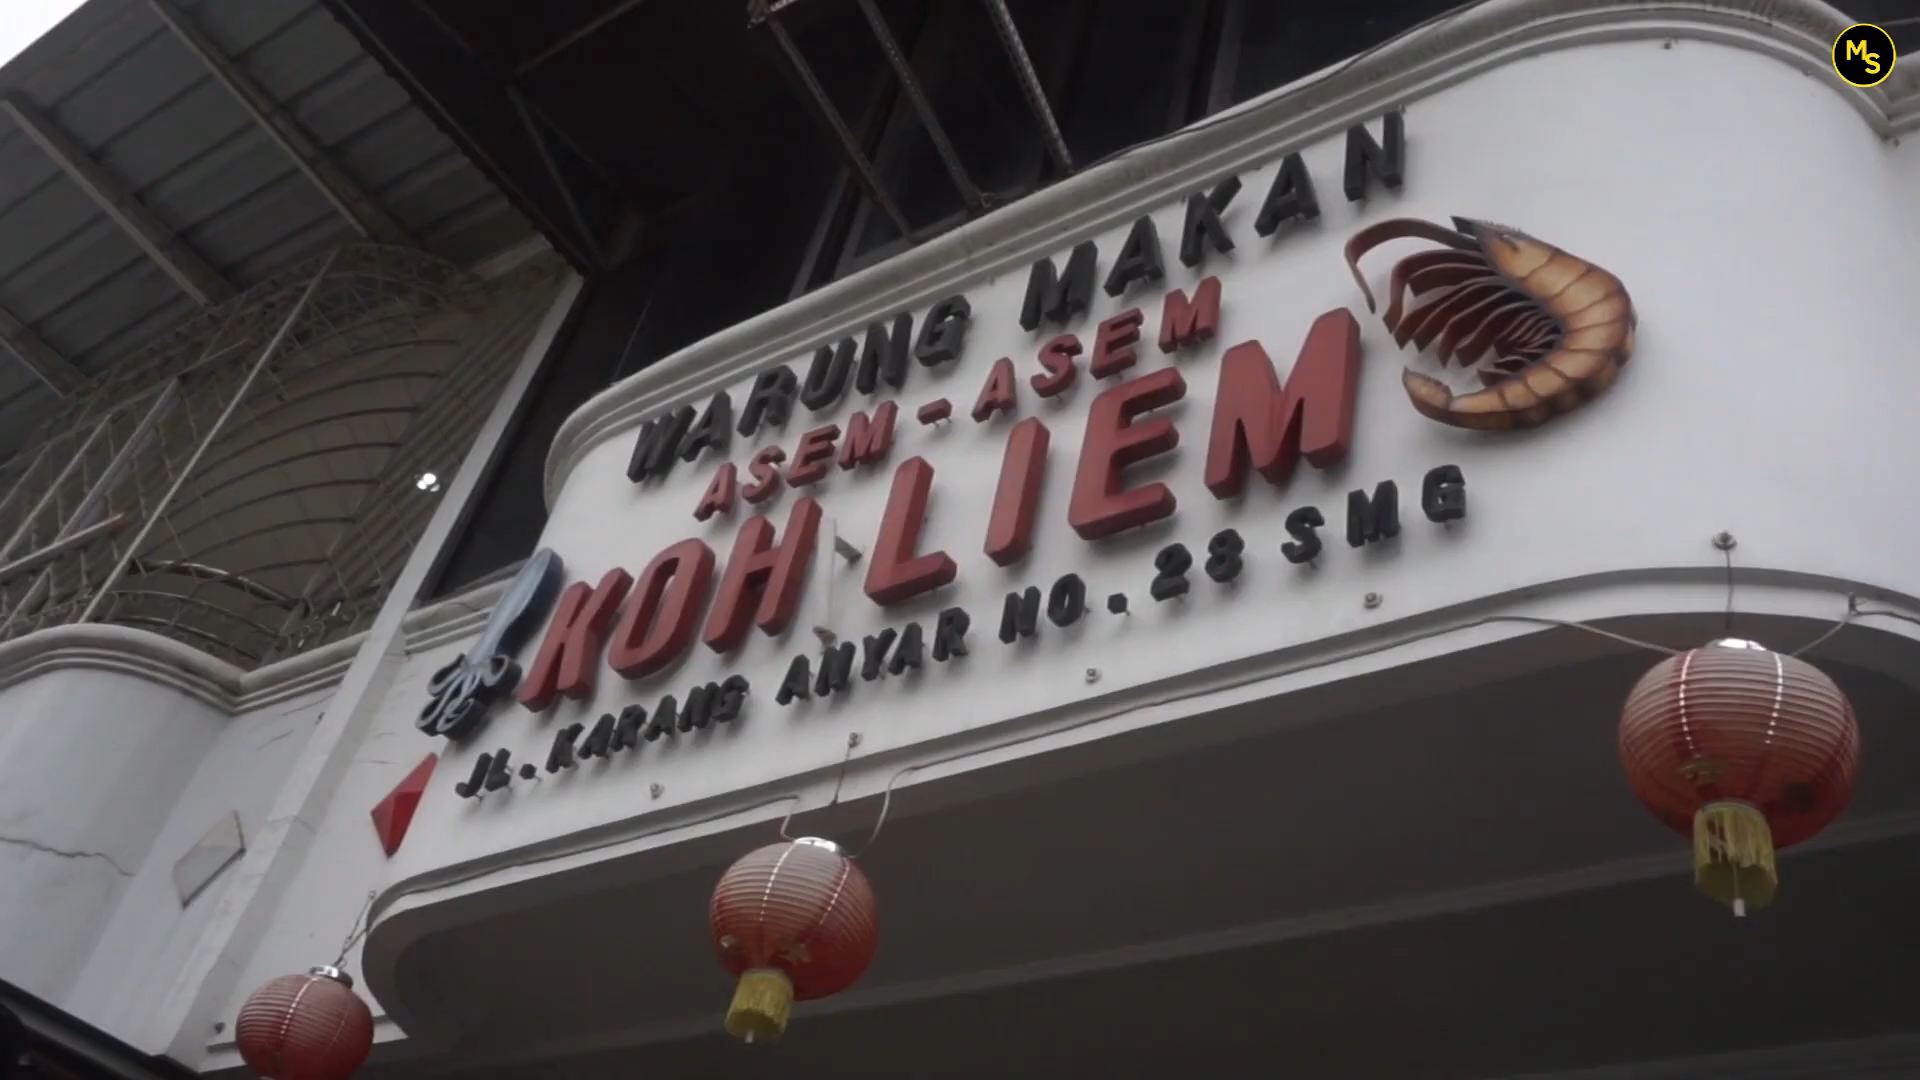 WARUNG MAKAN
ASEM-ASEM
KOH LIEM
JL. KARANG ANYAR NO. 28 SMG
MS